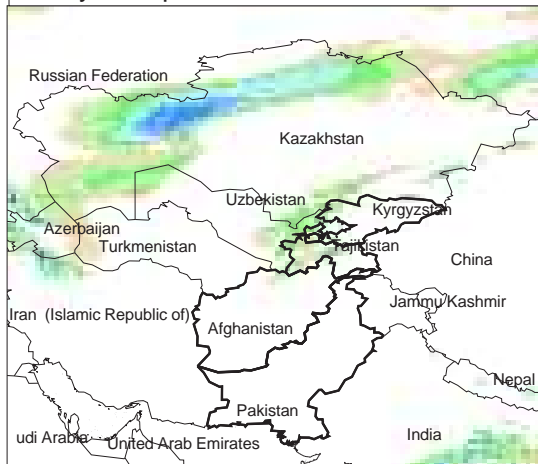 Russian Federation
Kazakhstan
Uzbekistan
Kyrgyzstan
Azerbaijan
Turkmenistan
Tajikistan
China
Iran (Islamic Republic of)
Jammu Kashmir
Afghanistan
Nepal
Pakistan
udi Arabia
United Arab Emirates
India